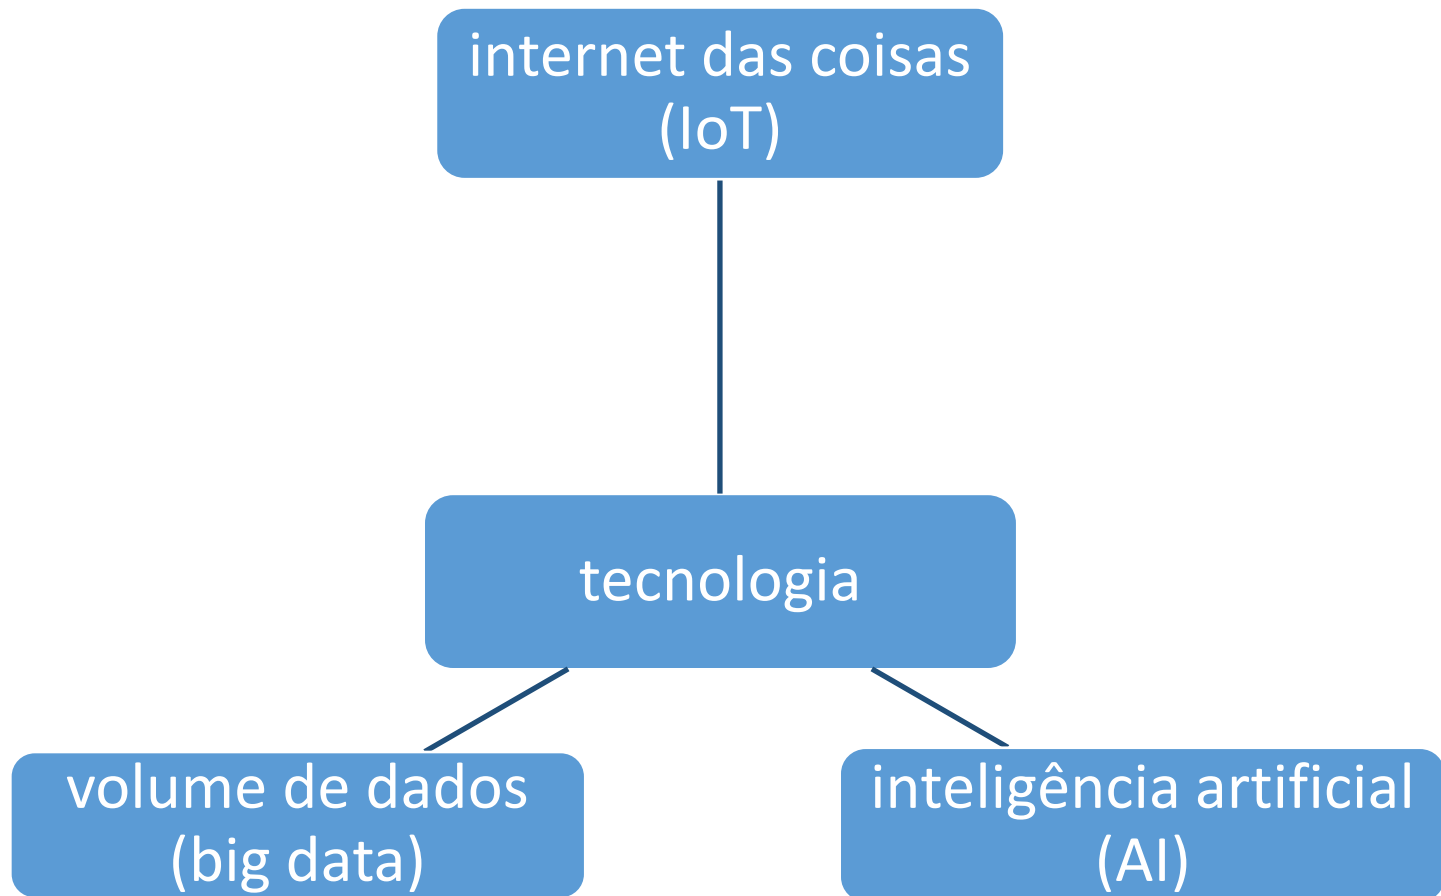 internet das coisas
(IoT)
tecnologia
volume de dados
(big data)
inteligência artificial
(AI)